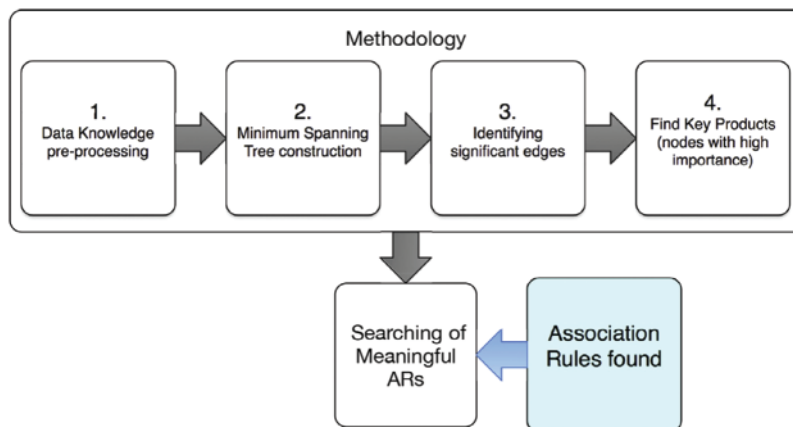 Methodology
1.
Data Knowledge
pre-processing
2.
Minimum Spanning
Tree construction
3.
Identifying
significant edges
4.
Find Key Products
(nodes with high
importance)
Searching of
Meaningful
ARs
Association
Rules found